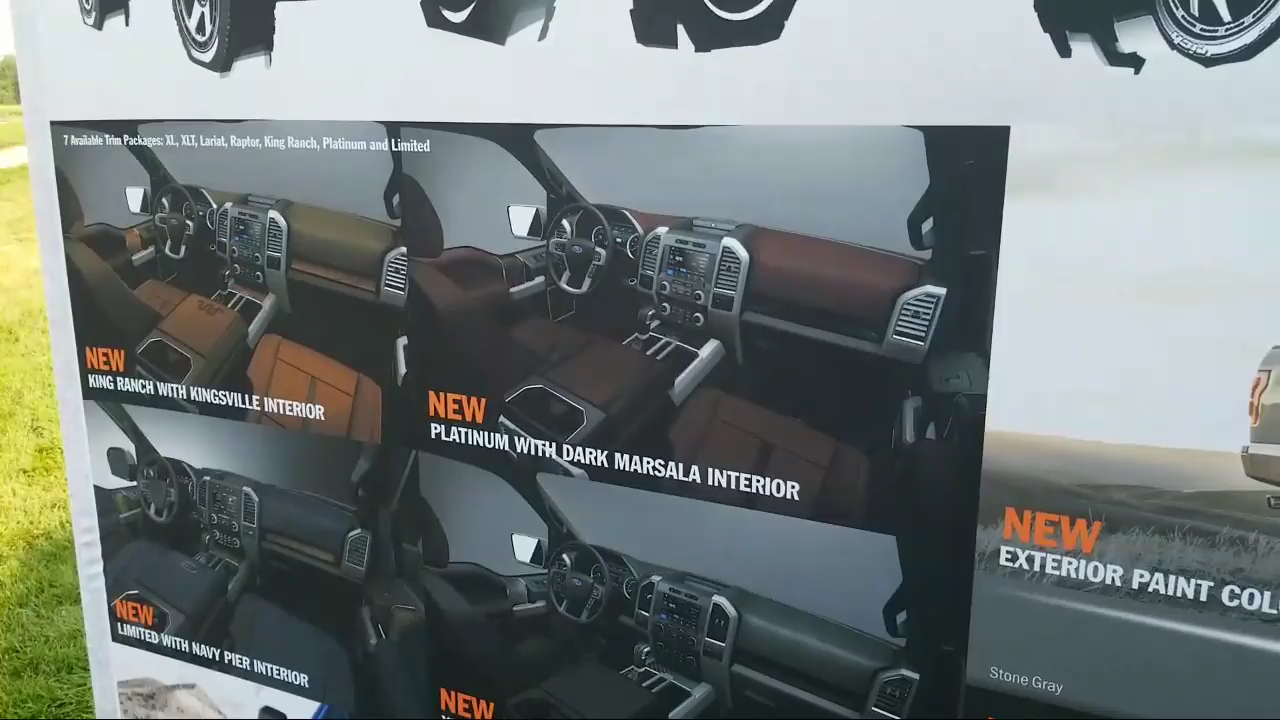 7 Available Trim Packages: XL, XLT, Lariat, Raptor, King Ranch, Platinum and Limited
NEW
KING RANCH WITH KINGSVILLE INTERIOR
NEW
PLATINUM WITH DARK MARSALA INTERIOR
NEW
EXTERIOR PAINT COL
NEW
LIMITED WITH NAVY PIER INTERIOR
Stone Gray
NEW